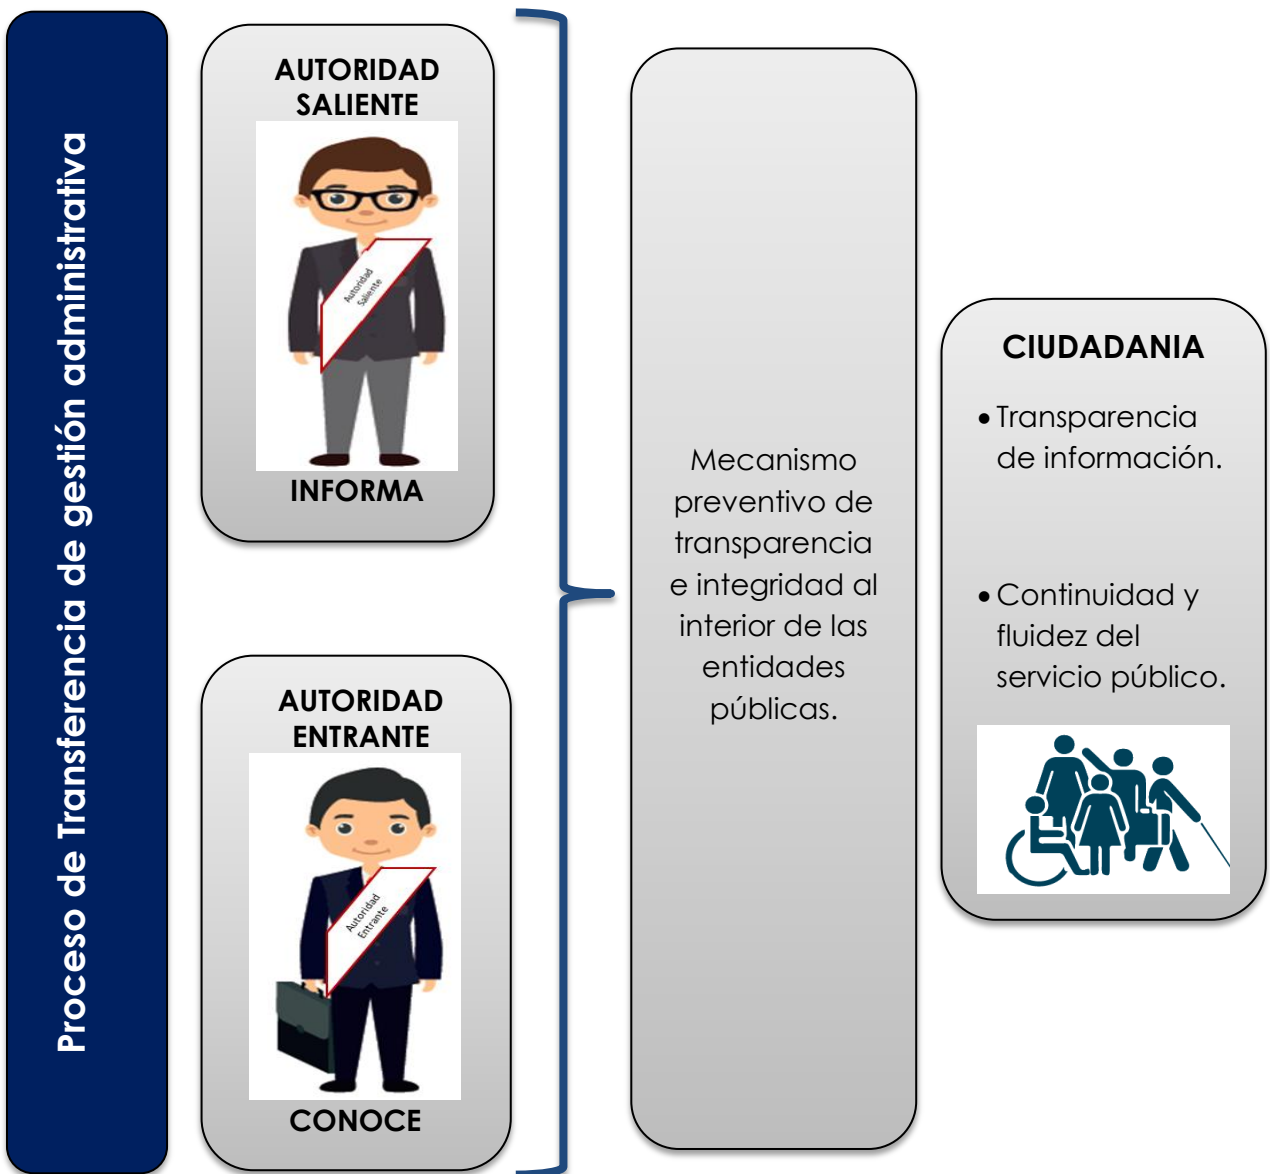 Proceso de Transferencia de gestión administrativa
AUTORIDAD
SALIENTE
Autoridad
Saliente
INFORMA
AUTORIDAD
ENTRANTE
Autoridad
Entrante
CONOCE
Mecanismo
preventivo de
transparencia
e integridad al
interior de las
entidades
públicas.
CIUDADANIA
• Transparencia
de información.
• Continuidad y
fluidez del
servicio público.